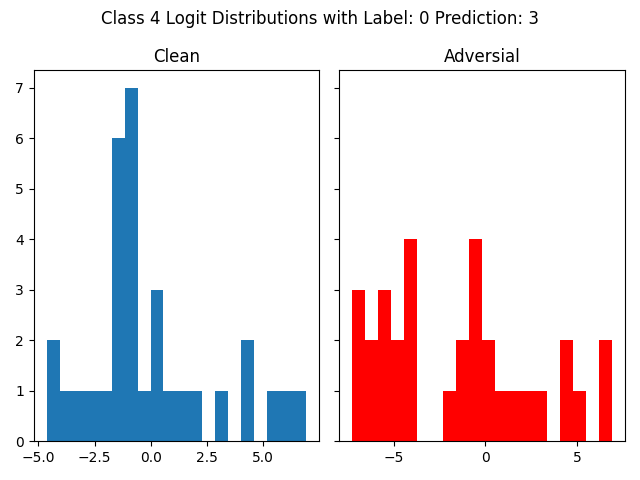 Class 4 Logit Distributions with Label: 0 Prediction: 3
Clean
Adversial
7
6
5
4
3
2
1
0
−5.0 −2.5 0.0 2.5 5.0
−5 0 5